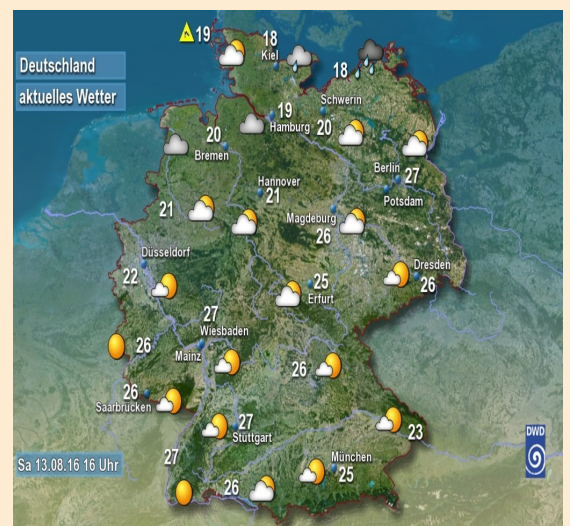 Deutschland
aktuelles Wetter
19
18
Kiel
18
Schwerin
20
19
Hamburg
20
Bremen
Hannover
21
Berlin
27
Potsdam
21
Magdeburg
26
Düsseldorf
22
Dresden
26
25
Erfurt
27
Wiesbaden
Mainz
26
26
26
Saarbrücken
27
Stuttgart
23
27
München
25
26
Sa 13.08.16 16 Uhr
DWD